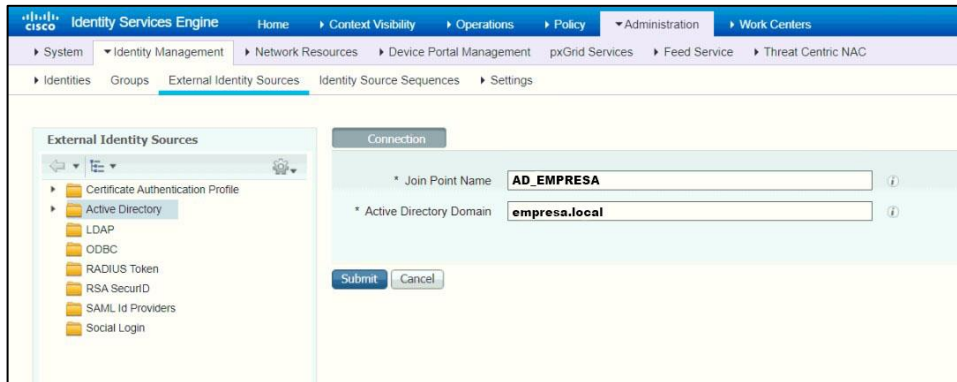 CISCO Identity Services Engine Home Context Visibility Operations Policy Administration Work Centers
System Identity Management Network Resources Device Portal Management pxGrid Services Feed Service Threat Centric NAC
Identities Groups External Identity Sources Identity Source Sequences Settings
External Identity Sources
Certificate Authentication Profile
Active Directory
LDAP
ODBC
RADIUS Token
RSA SecurID
SAML Id Providers
Social Login
Connection
* Join Point Name AD_EMPRESA
* Active Directory Domain empresa.local
Submit Cancel